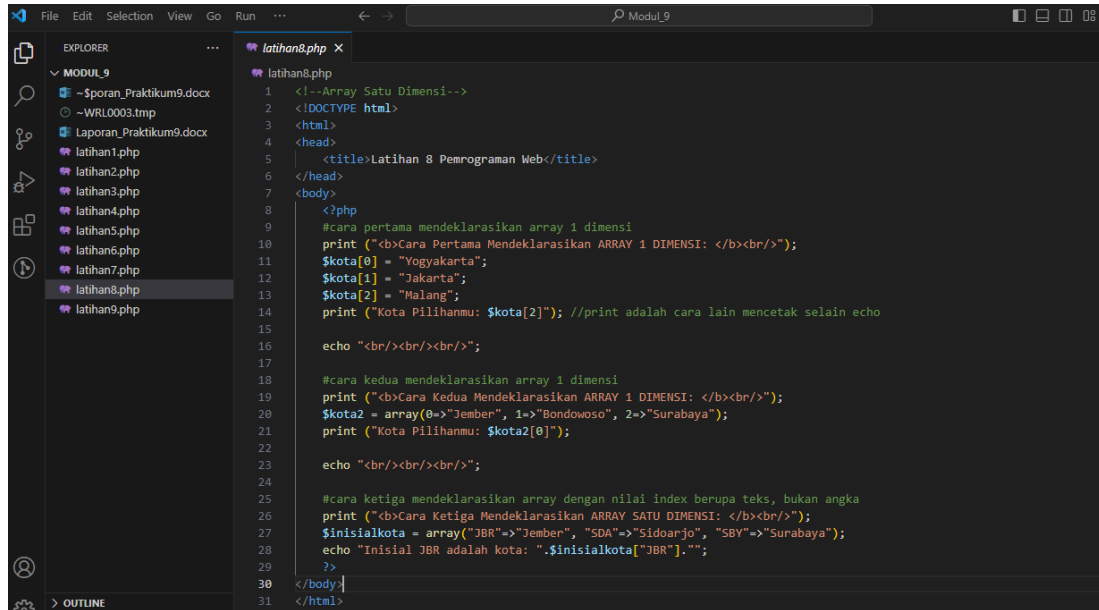 File Edit Selection View Go Run ··· Modul_9
EXPLORER ···
MODUL_9
~$poran_Praktikum9.docx
~WRL0003.tmp
Laporan_Praktikum9.docx
latihan1.php
latihan2.php
latihan3.php
latihan4.php
latihan5.php
latihan6.php
latihan7.php
latihan8.php
latihan9.php
OUTLINE
latihan8.php
latihan8.php
1 <!--Array Satu Dimensi-->
2 <!DOCTYPE html>
3 <html>
4 <head>
5 <title>Latihan 8 Pemrograman Web</title>
6 </head>
7 <body>
8 <?php
9 #cara pertama mendeklarasikan array 1 dimensi
10 print ("<b>Cara Pertama Mendeklarasikan ARRAY 1 DIMENSI: </b><br/>");
11 $kota[0] = "Yogyakarta";
12 $kota[1] = "Jakarta";
13 $kota[2] = "Malang";
14 print ("Kota Pilihanmu: $kota[2]"); //print adalah cara lain mencetak selain echo
15
16 echo "<br/><br/><br/>";
17
18 #cara kedua mendeklarasikan array 1 dimensi
19 print ("<b>Cara Kedua Mendeklarasikan ARRAY 1 DIMENSI: </b><br/>");
20 $kota2 = array(0=>"Jember", 1=>"Bondowoso", 2=>"Surabaya");
21 print ("Kota Pilihanmu: $kota2[0]");
22
23 echo "<br/><br/><br/>";
24
25 #cara ketiga mendeklarasikan array dengan nilai index berupa teks, bukan angka
26 print ("<b>Cara Ketiga Mendeklarasikan ARRAY SATU DIMENSI: </b><br/>");
27 $inisialkota = array("JBR"=>"Jember", "SDA"=>"Sidoarjo", "SBY"=>"Surabaya");
28 echo "Inisial JBR adalah kota: ".$inisialkota["JBR"]."";
29 ?>
30 </body>
31 </html>